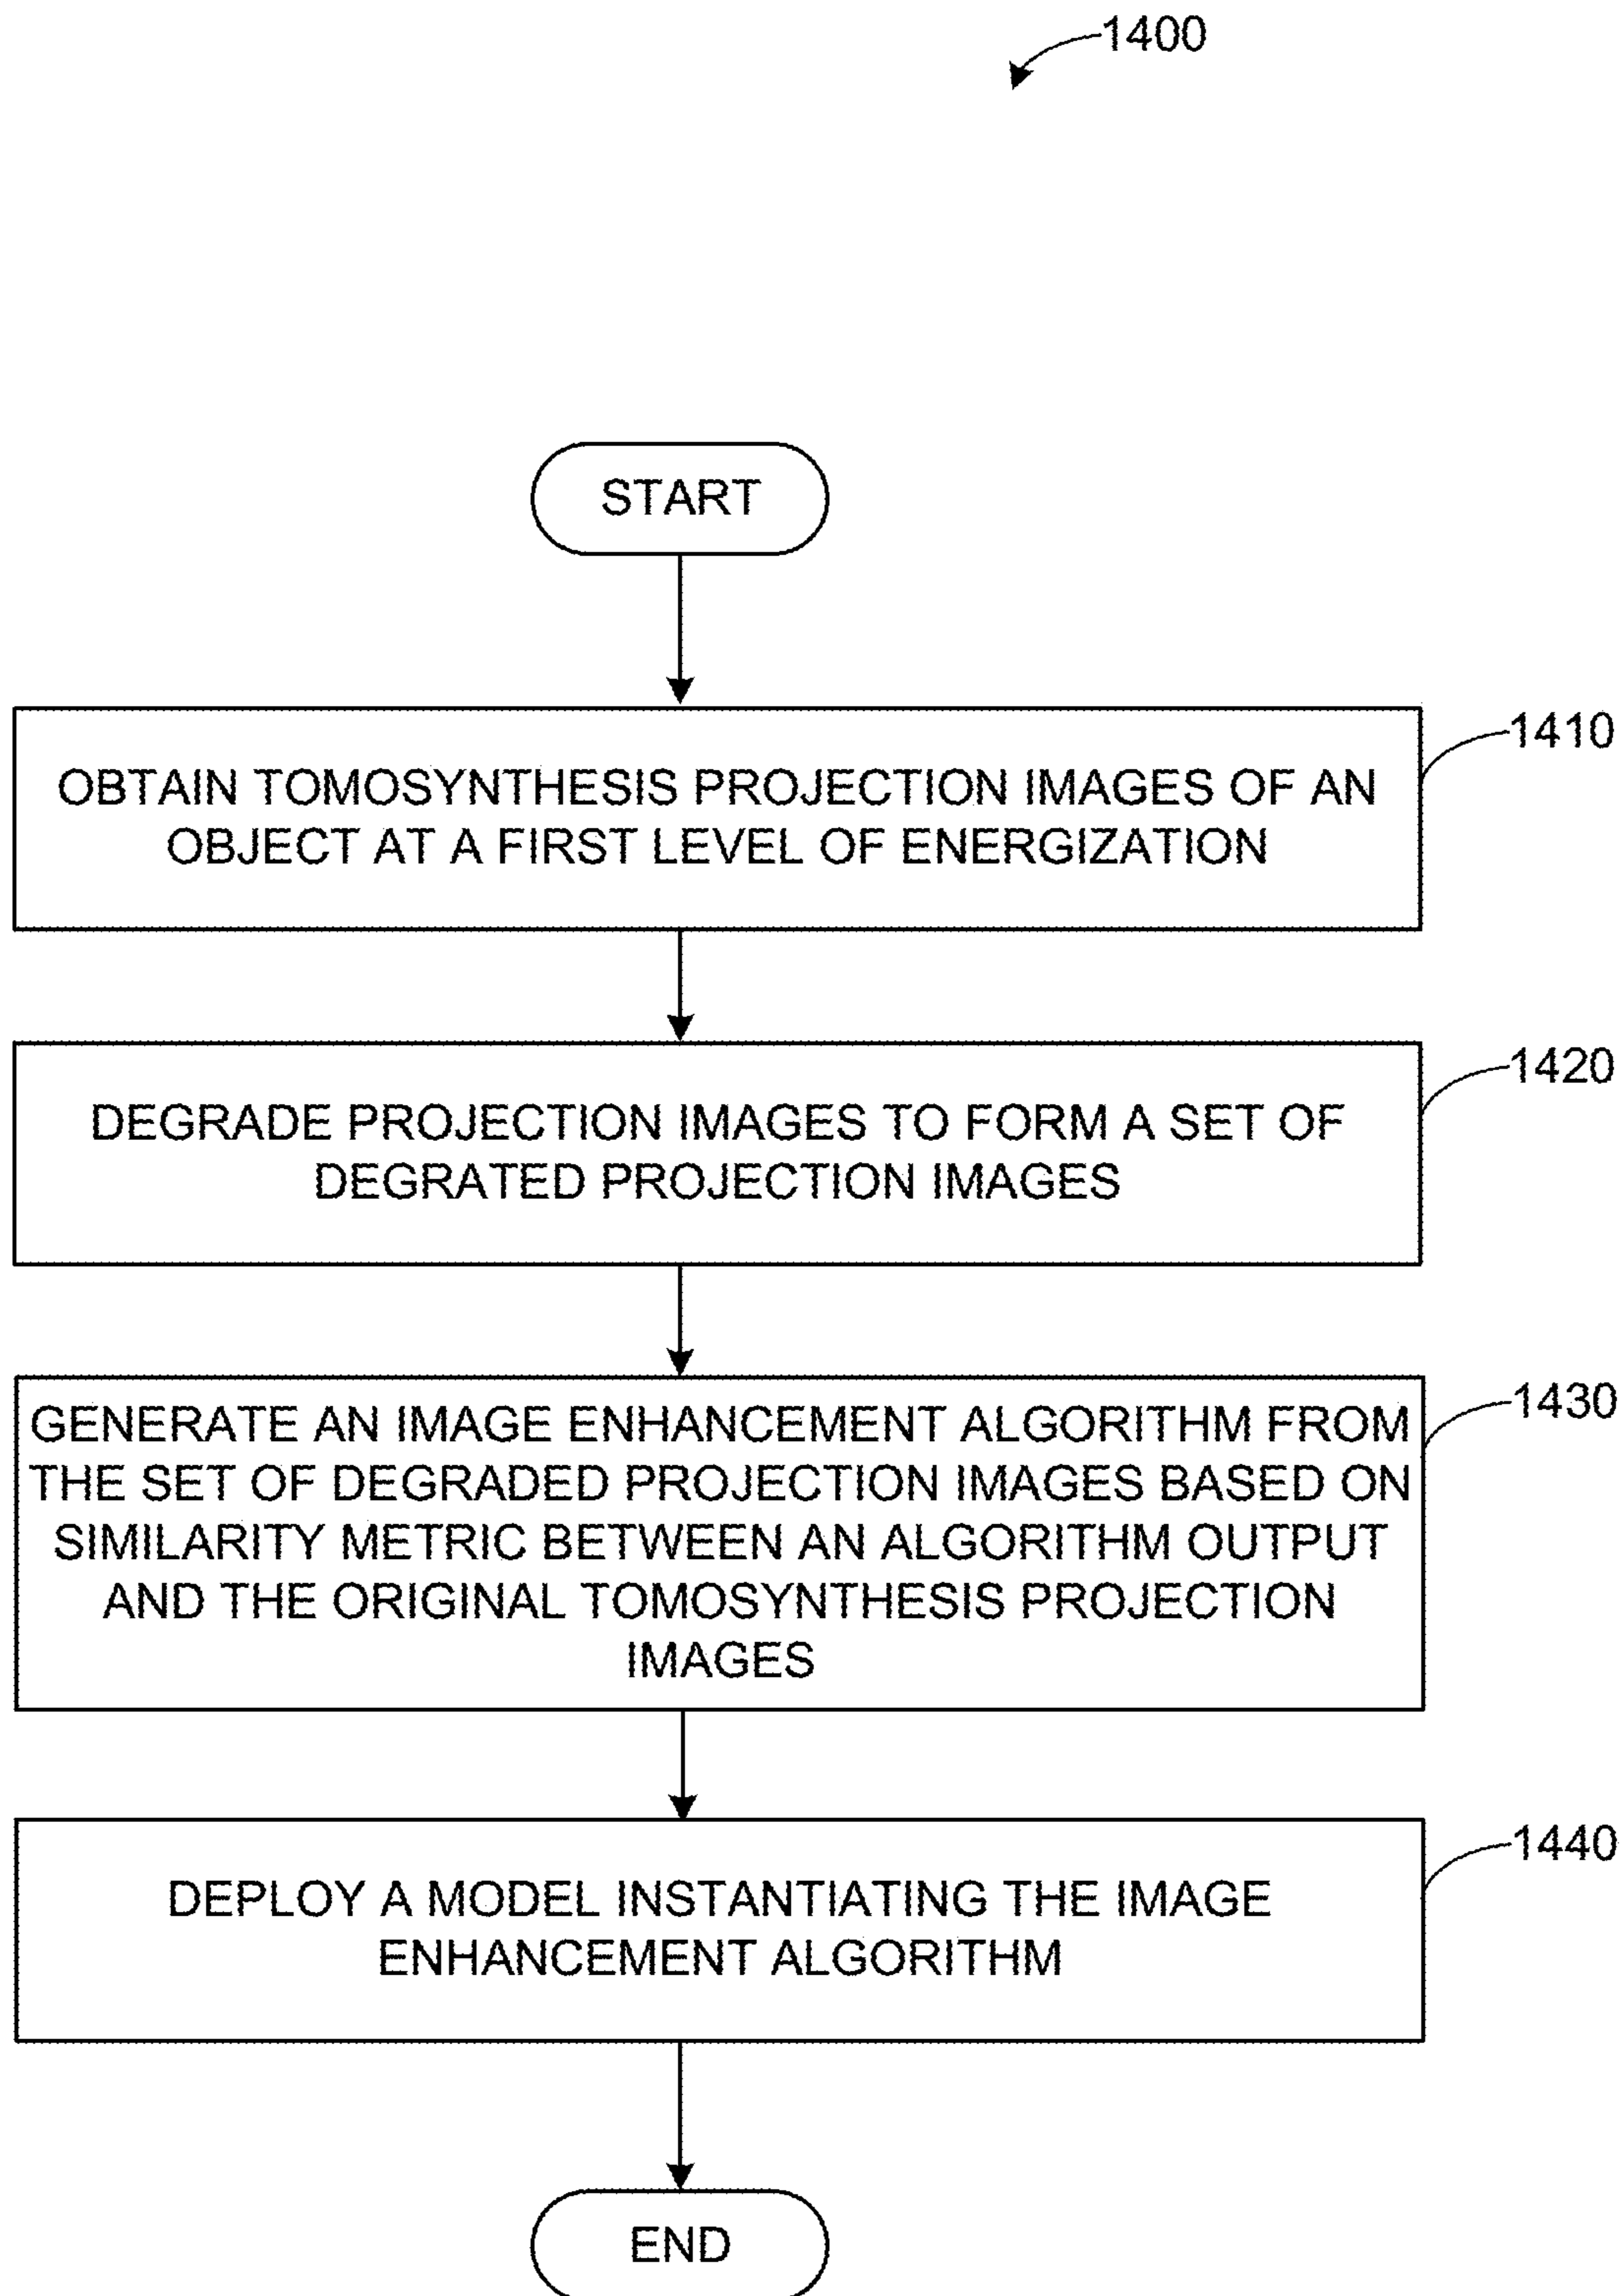 1400
START
OBTAIN TOMOSYNTHESIS PROJECTION IMAGES OF AN
OBJECT AT A FIRST LEVEL OF ENERGIZATION
1410
DEGRADE PROJECTION IMAGES TO FORM A SET OF
DEGRATED PROJECTION IMAGES
1420
GENERATE AN IMAGE ENHANCEMENT ALGORITHM FROM
THE SET OF DEGRADED PROJECTION IMAGES BASED ON
SIMILARITY METRIC BETWEEN AN ALGORITHM OUTPUT
AND THE ORIGINAL TOMOSYNTHESIS PROJECTION
IMAGES
1430
DEPLOY A MODEL INSTANTIATING THE IMAGE
ENHANCEMENT ALGORITHM
1440
END